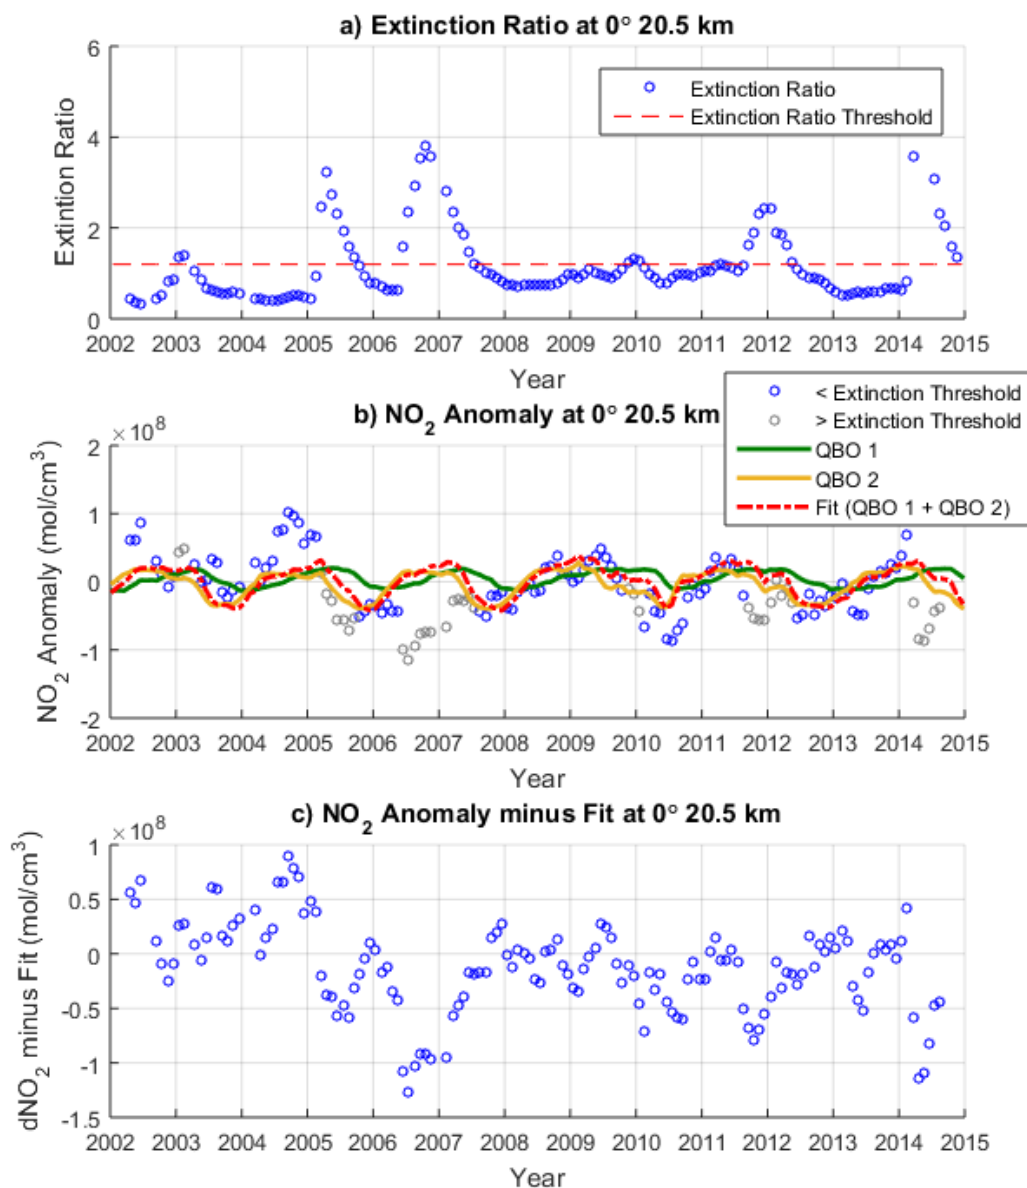 a) Extinction Ratio at 0° 20.5 km
6
4
2
0
Extintion Ratio
Extinction Ratio
Extinction Ratio Threshold
2002 2003 2004 2005 2006 2007 2008 2009 2010 2011 2012 2013 2014 2015
Year
< Extinction Threshold
> Extinction Threshold
QBO 1
QBO 2
Fit (QBO 1 + QBO 2)
b) NO₂ Anomaly at 0° 20.5 km
×10⁸
2
1
0
-1
-2
NO₂ Anomaly (mol/cm³)
2002 2003 2004 2005 2006 2007 2008 2009 2010 2011 2012 2013 2014 2015
Year
c) NO₂ Anomaly minus Fit at 0° 20.5 km
×10⁸
1
0.5
0
-0.5
-1
-1.5
dNO₂ minus Fit (mol/cm³)
2002 2003 2004 2005 2006 2007 2008 2009 2010 2011 2012 2013 2014 2015
Year